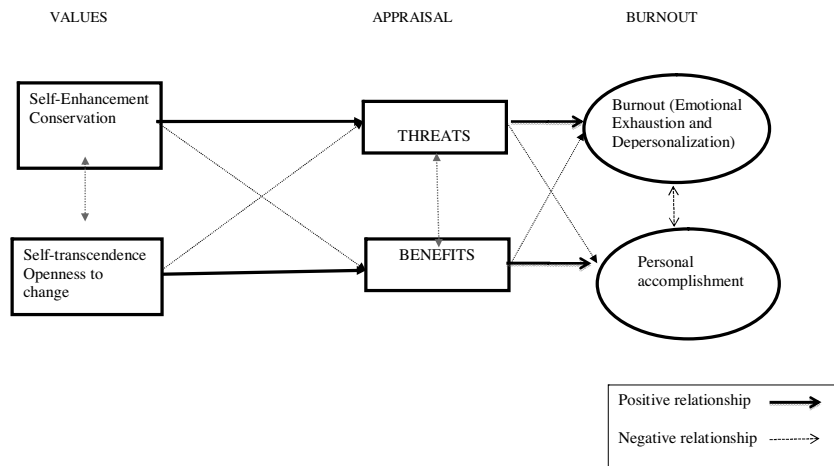 VALUES
APPRAISAL
BURNOUT
Self-Enhancement
Conservation
THREATS
Burnout (Emotional
Exhaustion and
Depersonalization)
Self-transcendence
Openness to
change
BENEFITS
Personal
accomplishment
Positive relationship
Negative relationship